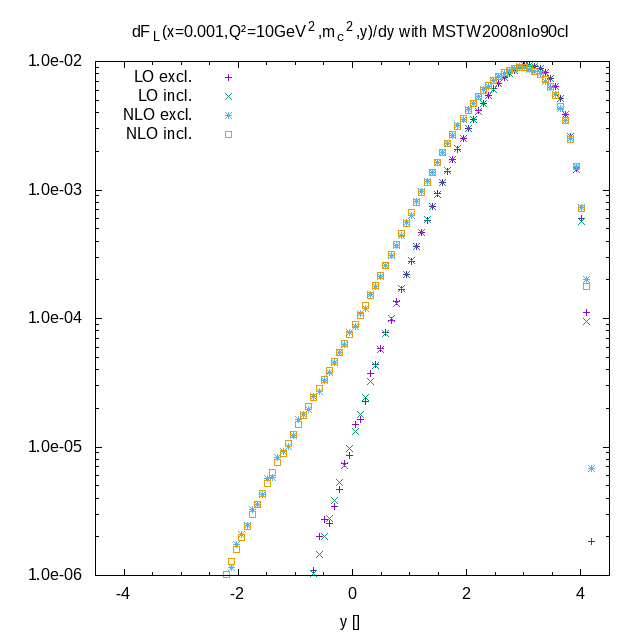 dF_L(x=0.001,Q²=10GeV²,m_c²,y)/dy with MSTW2008nlo90cl
1.0e-02
LO excl.
LO incl.
NLO excl.
NLO incl.
1.0e-03
1.0e-04
1.0e-05
1.0e-06
-4 -2 0 2 4
y []